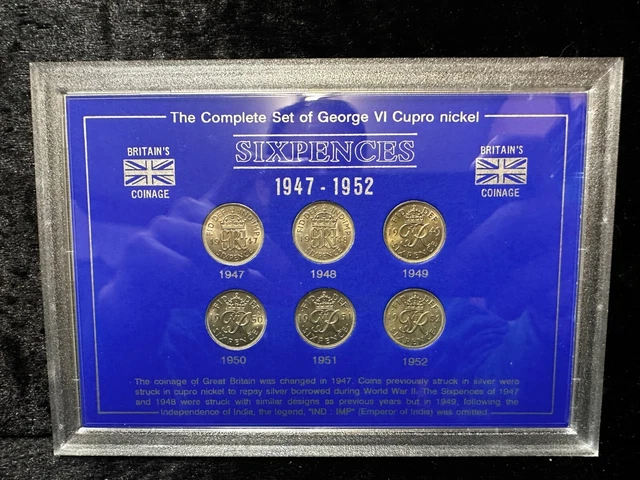 The Complete Set of George VI Cupro nickel
SIXPENCES
1947 - 1952
BRITAIN'S
COINAGE
BRITAIN'S
COINAGE
1947
1948
1949
1950
1951
1952
The coinage of Great Britain was changed in 1947. Coins previously struck in silver were
struck in cupro nickel to repay silver borrowed during World War II. The Sixpences of 1947
and 1948 were struck with similar designs as previous years but in 1949, following the
Independence of India, the legend, "IND : IMP" (Emperor of India) was omitted.